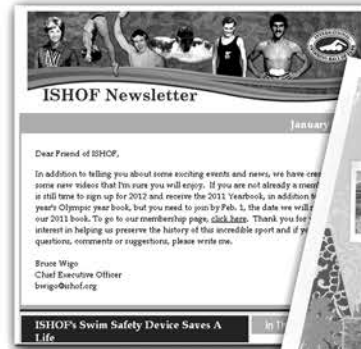 ISHOF Newsletter
January
Dear Friend of ISHOF,
In addition to telling you about some exciting events and news, we have
some new videos that I'm sure you will enjoy. If you are not already a
is still time to sign up for 2012 and receive the 2011 Yearbook, in addition
year's Olympic year book, but you need to join by Feb. 1, the date we will
our 2011 book. To go to our membership page, click here. Thank you for
interest in helping us preserve the history of this incredible sport and if
questions, comments or suggestions, please write me.
Bruce Wigo
Chief Executive Officer
bwigo@ishof.org
ISHOF's Swim Safety Device Saves A
Life
In